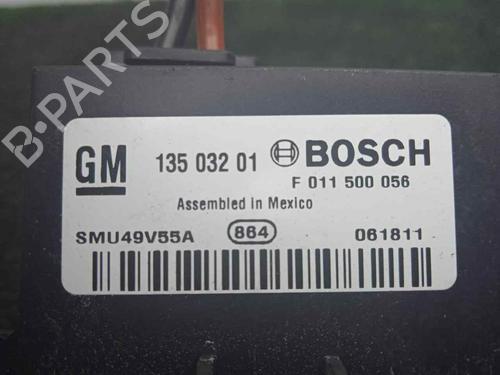 B-PARTS
GM 135 032 01 BOSCH
F 011 500 056
Assembled in Mexico
SMU49V55A 864 061811